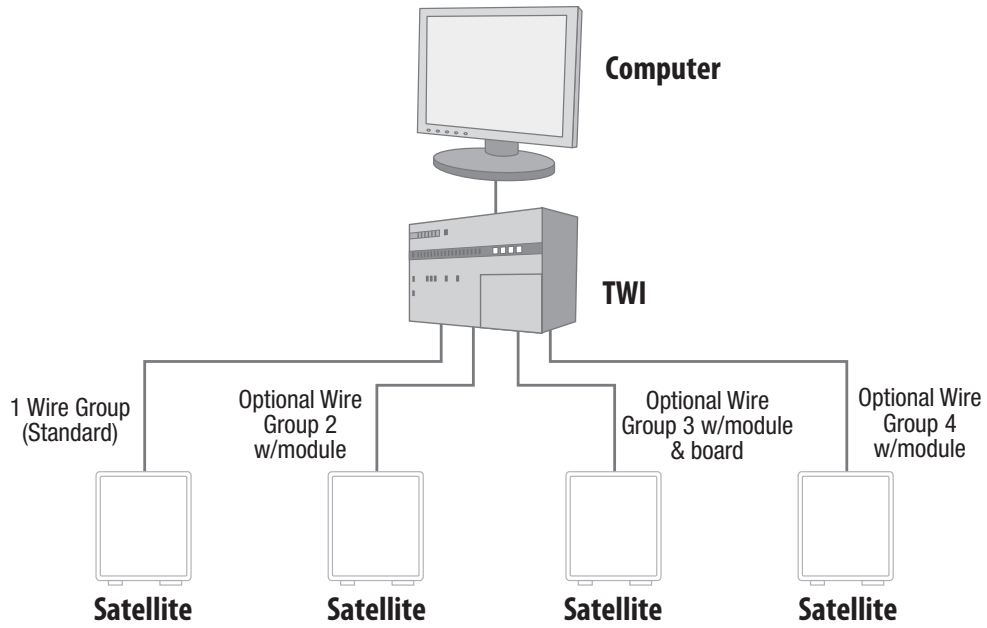 Computer
TWI
1 Wire Group
(Standard)
Optional Wire
Group 2
w/module
Optional Wire
Group 3 w/module
& board
Optional Wire
Group 4
w/module
Satellite
Satellite
Satellite
Satellite